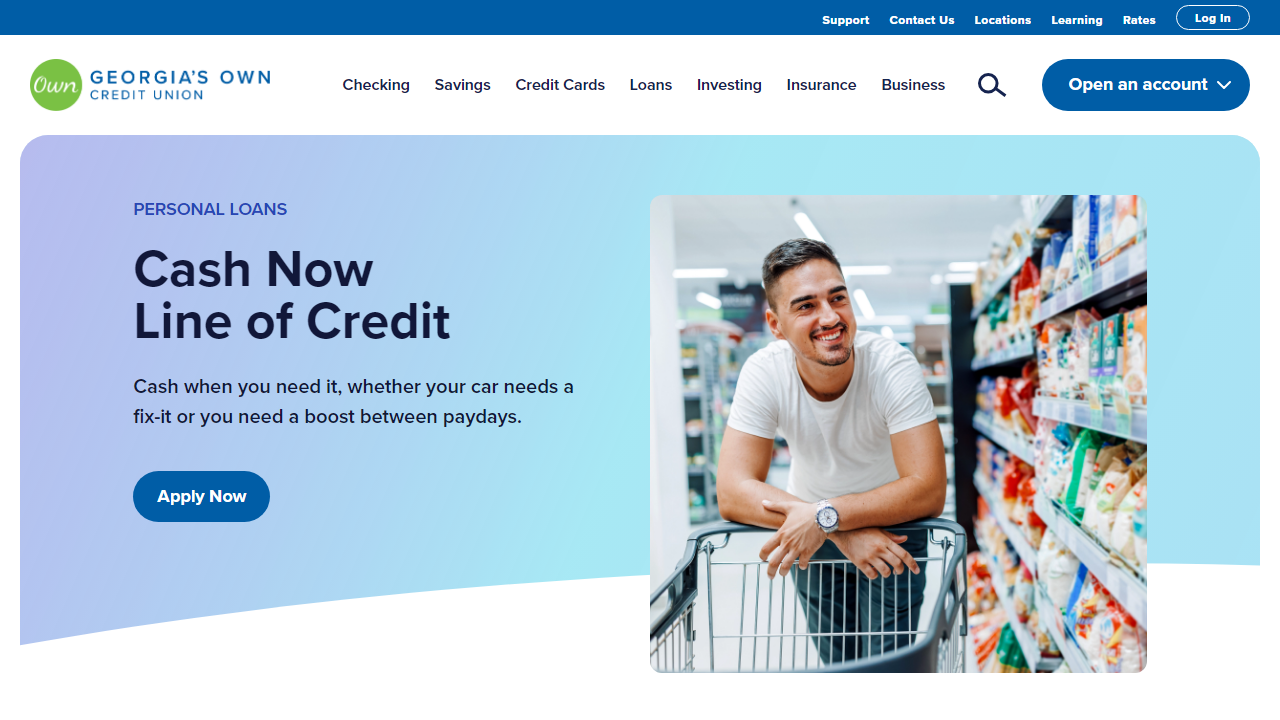 Support Contact Us Locations Learning Rates Log In
Own GEORGIA'S OWN
CREDIT UNION
Checking Savings Credit Cards Loans Investing Insurance Business Open an account
PERSONAL LOANS
Cash Now
Line of Credit
Cash when you need it, whether your car needs a
fix-it or you need a boost between paydays.
Apply Now